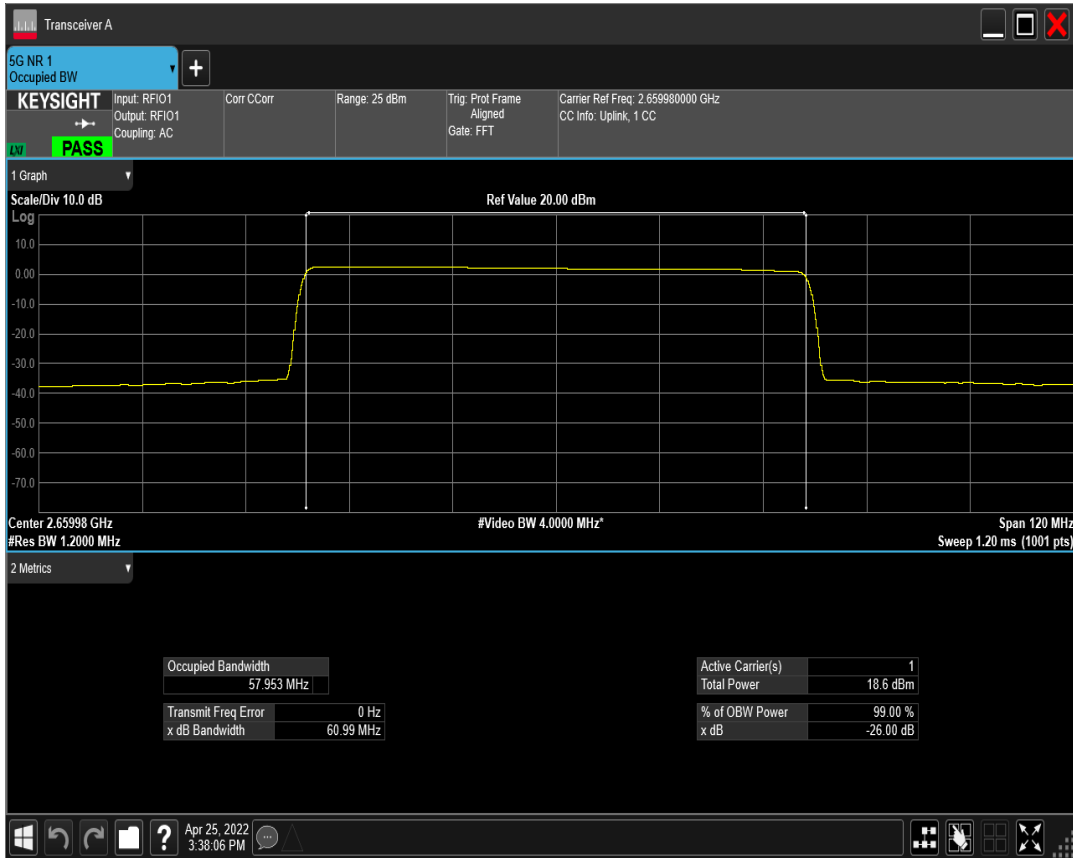 Transceiver A
5G NR 1
Occupied BW
+
KEYSIGHT
LXI
PASS
Input: RFIO1
Output: RFIO1
Coupling: AC
Corr CCorr
Range: 25 dBm
Trig: Prot Frame
Aligned
Gate: FFT
Carrier Ref Freq: 2.659980000 GHz
CC Info: Uplink, 1 CC
1 Graph
Scale/Div 10.0 dB
Ref Value 20.00 dBm
Log
10.0
0.00
-10.0
-20.0
-30.0
-40.0
-50.0
-60.0
-70.0
Center 2.65998 GHz
#Video BW 4.0000 MHz*
Span 120 MHz
#Res BW 1.2000 MHz
Sweep 1.20 ms (1001 pts)
2 Metrics
Occupied Bandwidth
57.953 MHz
Transmit Freq Error 0 Hz
x dB Bandwidth 60.99 MHz
Active Carrier(s) 1
Total Power 18.6 dBm
% of OBW Power 99.00 %
x dB -26.00 dB
?
Apr 25, 2022
3:38:06 PM